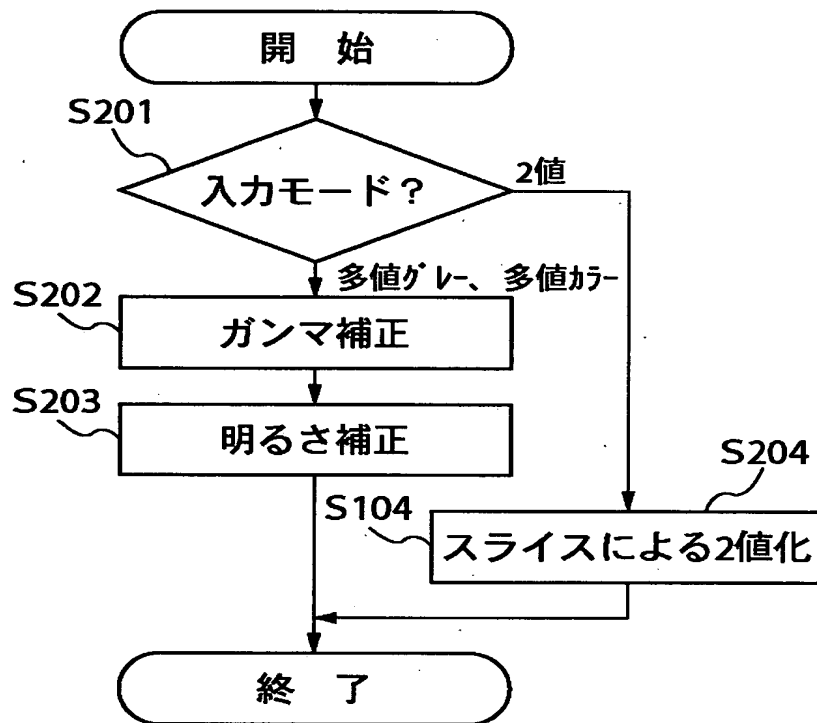 開 始
S201
入力モード?
2値
多値ｸﾞﾚｰ、多値ｶﾗｰ
S202
ガンマ補正
S203
明るさ補正
S204
S104
スライスによる2値化
終 了